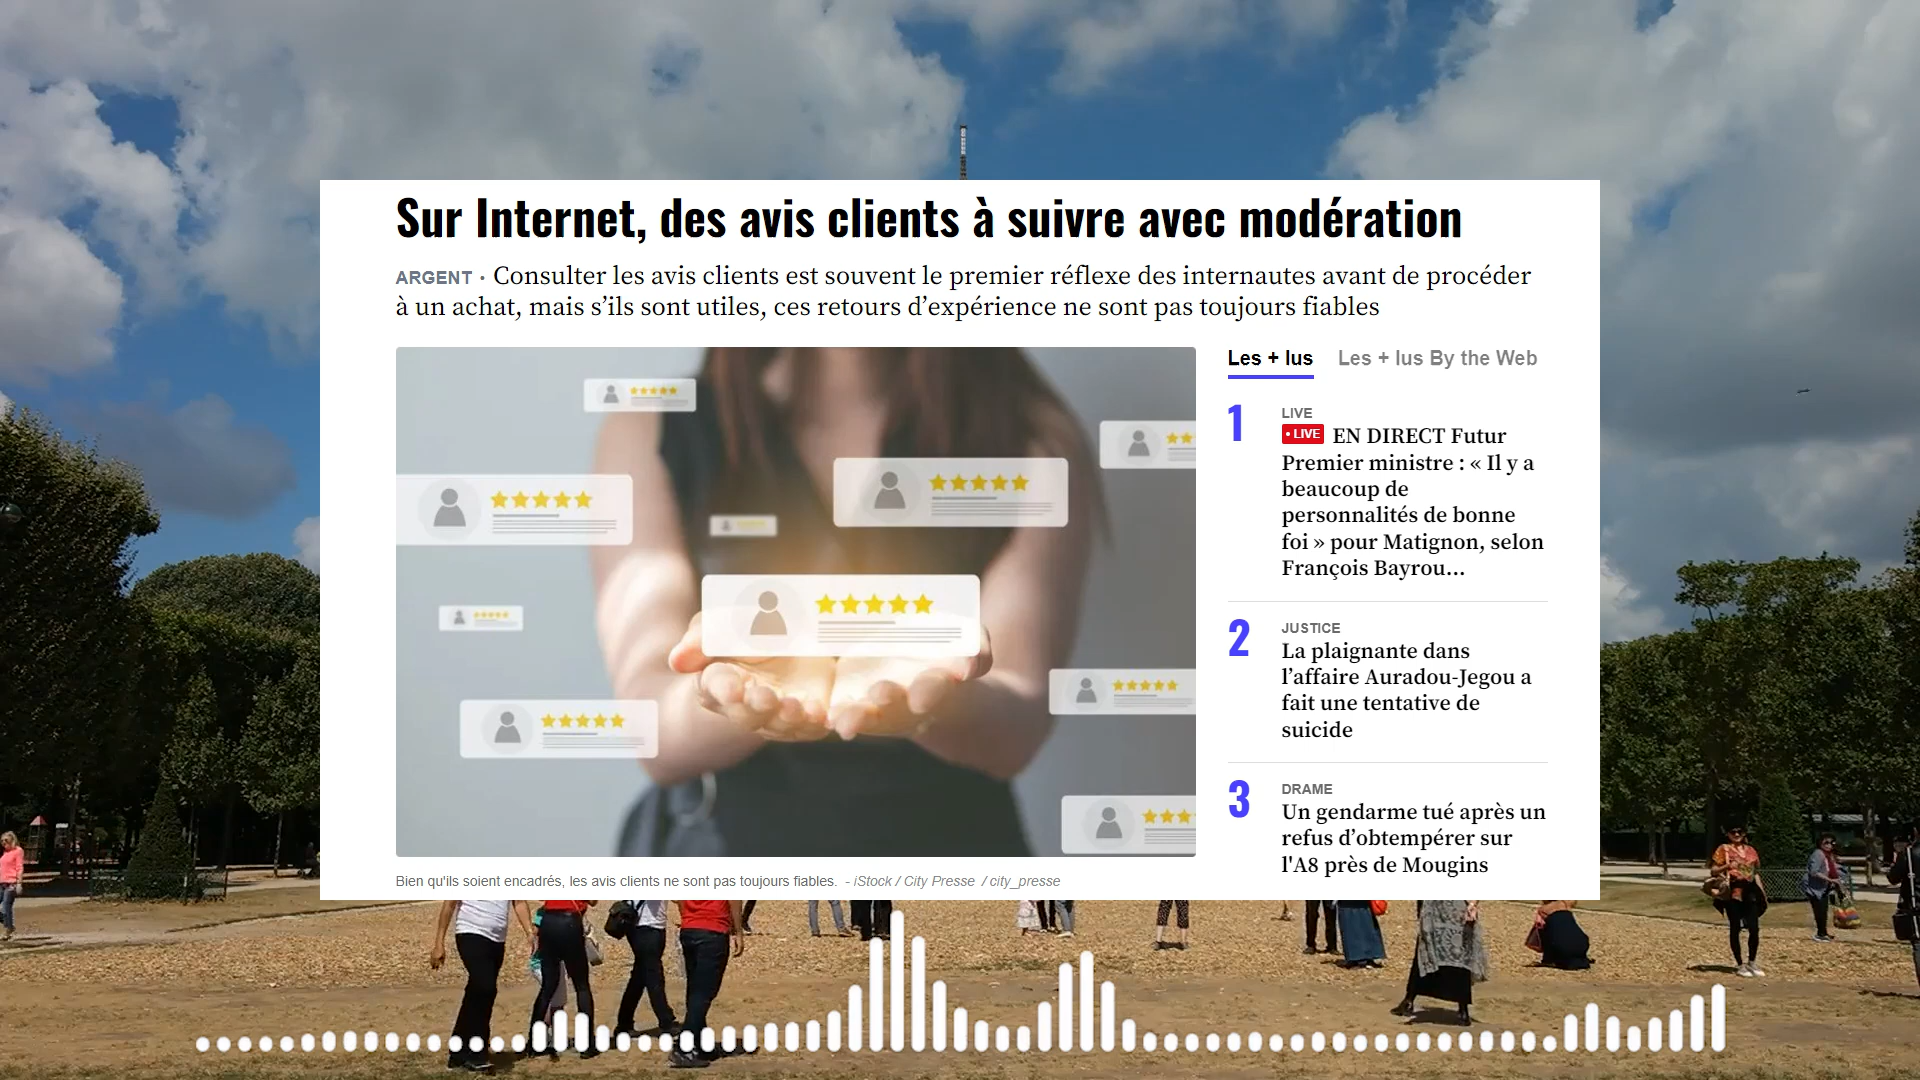 Sur Internet, des avis clients à suivre avec modération
ARGENT • Consulter les avis clients est souvent le premier réflexe des internautes avant de procéder
à un achat, mais s’ils sont utiles, ces retours d’expérience ne sont pas toujours fiables
Les + lus
Les + lus By the Web
1
LIVE
• LIVE EN DIRECT Futur
Premier ministre : « Il y a
beaucoup de
personnalités de bonne
foi » pour Matignon, selon
François Bayrou…
2
JUSTICE
La plaignante dans
l’affaire Auradou-Jegou a
fait une tentative de
suicide
3
DRAME
Un gendarme tué après un
refus d’obtempérer sur
l'A8 près de Mougins
Bien qu'ils soient encadrés, les avis clients ne sont pas toujours fiables. - iStock / City Presse / city_presse